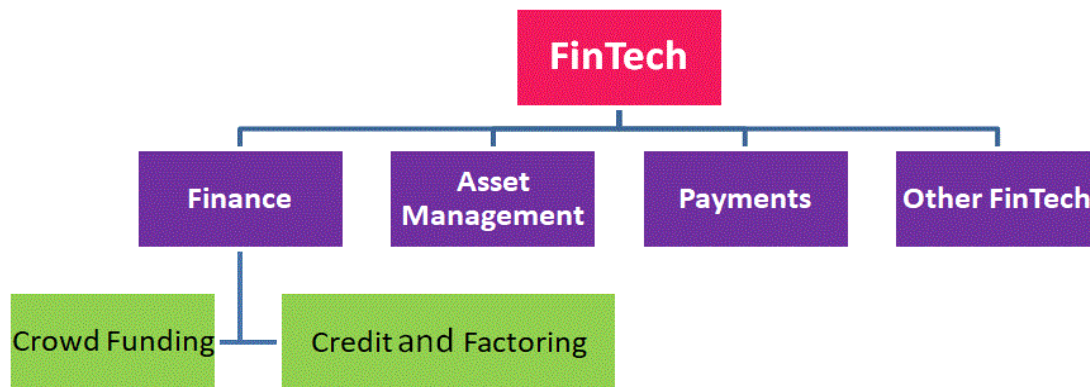 FinTech
Finance
Asset
Management
Payments
Other FinTech
Crowd Funding
Credit and Factoring